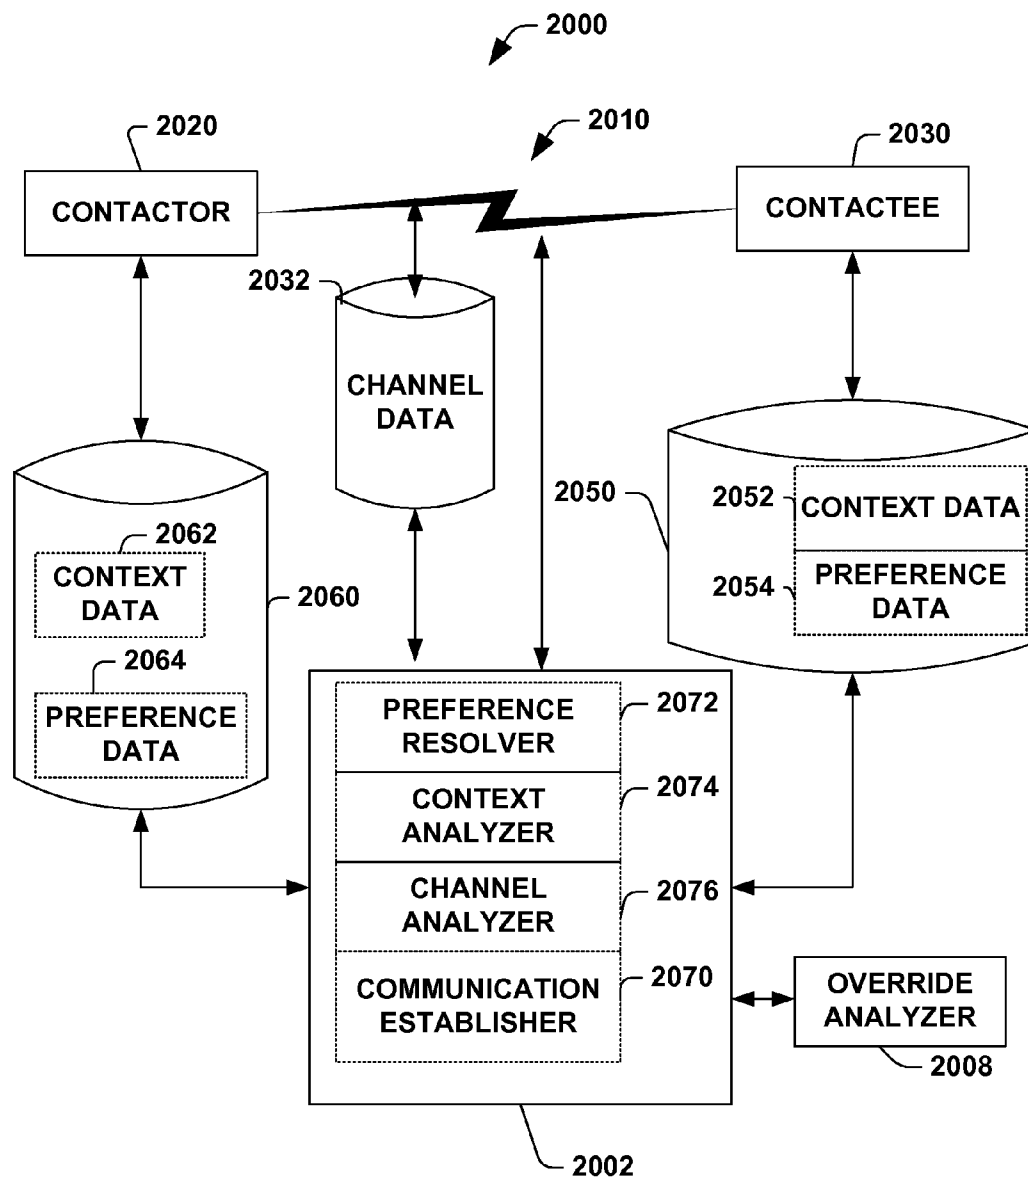 2000
2020
2010
2030
CONTACTOR
CONTACTEE
2032
CHANNEL
DATA
2050
2052
CONTEXT DATA
2054
PREFERENCE
DATA
2062
CONTEXT
DATA
2060
2064
PREFERENCE
DATA
PREFERENCE
RESOLVER
2072
CONTEXT
ANALYZER
2074
CHANNEL
ANALYZER
2076
COMMUNICATION
ESTABLISHER
2070
OVERRIDE
ANALYZER
2008
2002